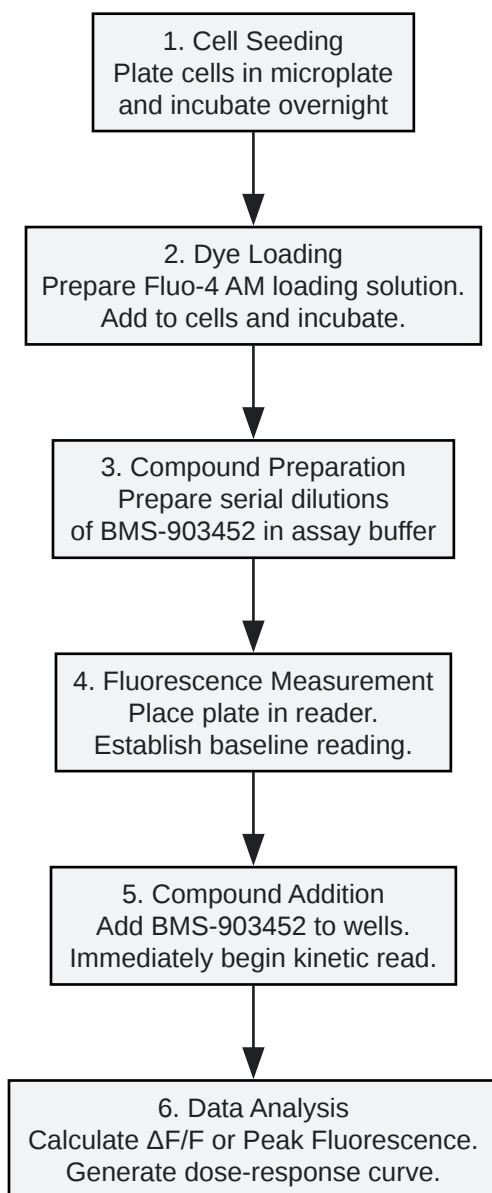 1. Cell Seeding
Plate cells in microplate
and incubate overnight
2. Dye Loading
Prepare Fluo-4 AM loading solution.
Add to cells and incubate.
3. Compound Preparation
Prepare serial dilutions
of BMS-903452 in assay buffer
4. Fluorescence Measurement
Place plate in reader.
Establish baseline reading.
5. Compound Addition
Add BMS-903452 to wells.
Immediately begin kinetic read.
6. Data Analysis
Calculate ΔF/F or Peak Fluorescence.
Generate dose-response curve.